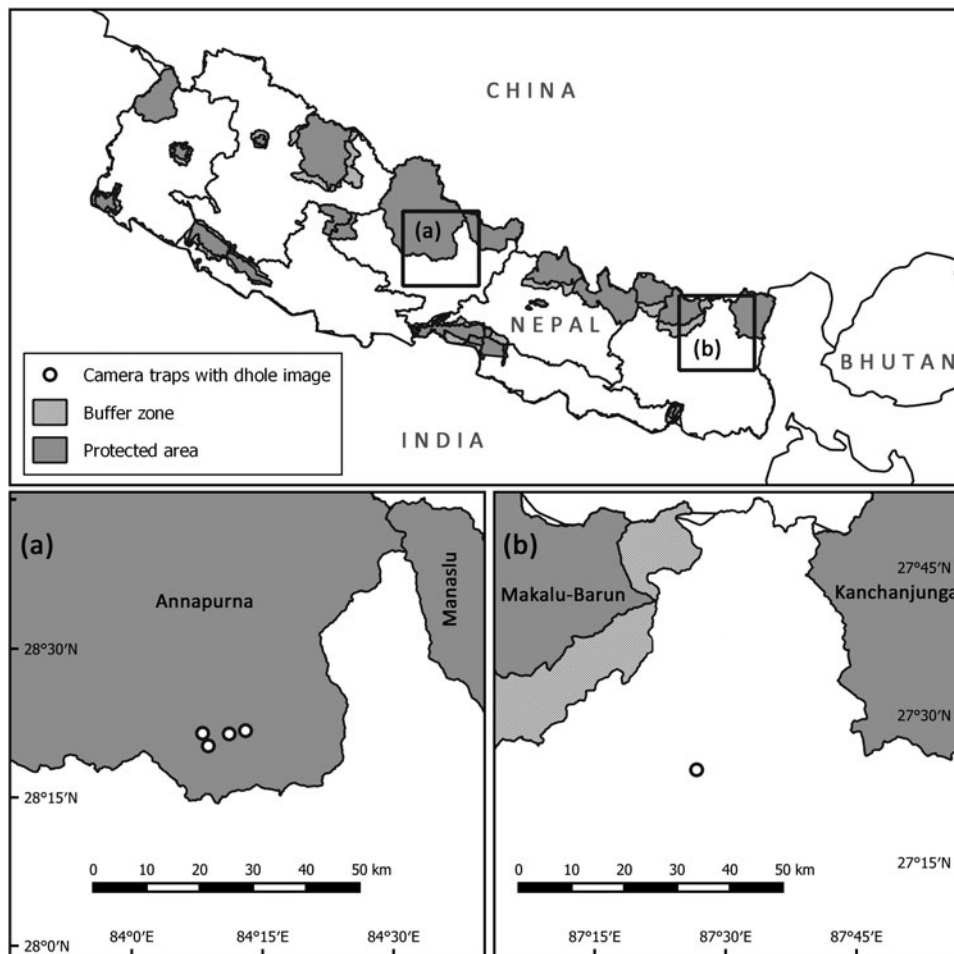 CHINA
(a)
NEPAL
(b)
BHUTAN
INDIA
Camera traps with dhole image
Buffer zone
Protected area
(a)
Annapurna
Manaslu
28°30′N
28°15′N
28°0′N
0 10 20 30 40 50 km
84°0′E 84°15′E 84°30′E
(b)
Makalu-Barun
Kanchanjunga
27°45′N
27°30′N
27°15′N
0 10 20 30 40 50 km
87°15′E 87°30′E 87°45′E